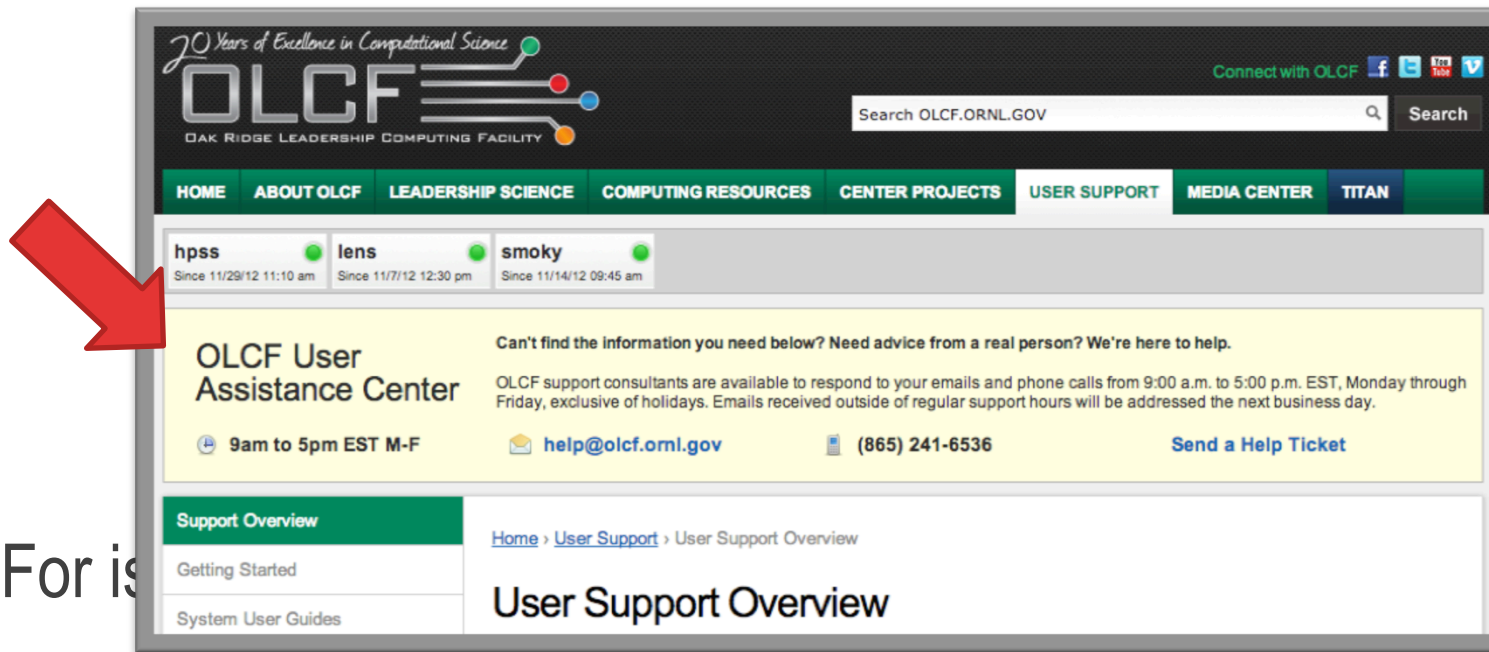 20 Years of Excellence in Computational Science
OLCF
OAK RIDGE LEADERSHIP COMPUTING FACILITY
Connect with OLCF
You Tube
Search OLCF.ORNL.GOV
Search
HOME ABOUT OLCF LEADERSHIP SCIENCE COMPUTING RESOURCES CENTER PROJECTS USER SUPPORT MEDIA CENTER TITAN
hpss lens smoky
Since 11/29/12 11:10 am Since 11/7/12 12:30 pm Since 11/14/12 09:45 am
OLCF User
Assistance Center
Can't find the information you need below? Need advice from a real person? We're here to help.
OLCF support consultants are available to respond to your emails and phone calls from 9:00 a.m. to 5:00 p.m. EST, Monday through
Friday, exclusive of holidays. Emails received outside of regular support hours will be addressed the next business day.
9am to 5pm EST M-F help@olcf.ornl.gov (865) 241-6536 Send a Help Ticket
Support Overview
Getting Started
System User Guides
Home › User Support › User Support Overview
User Support Overview
For